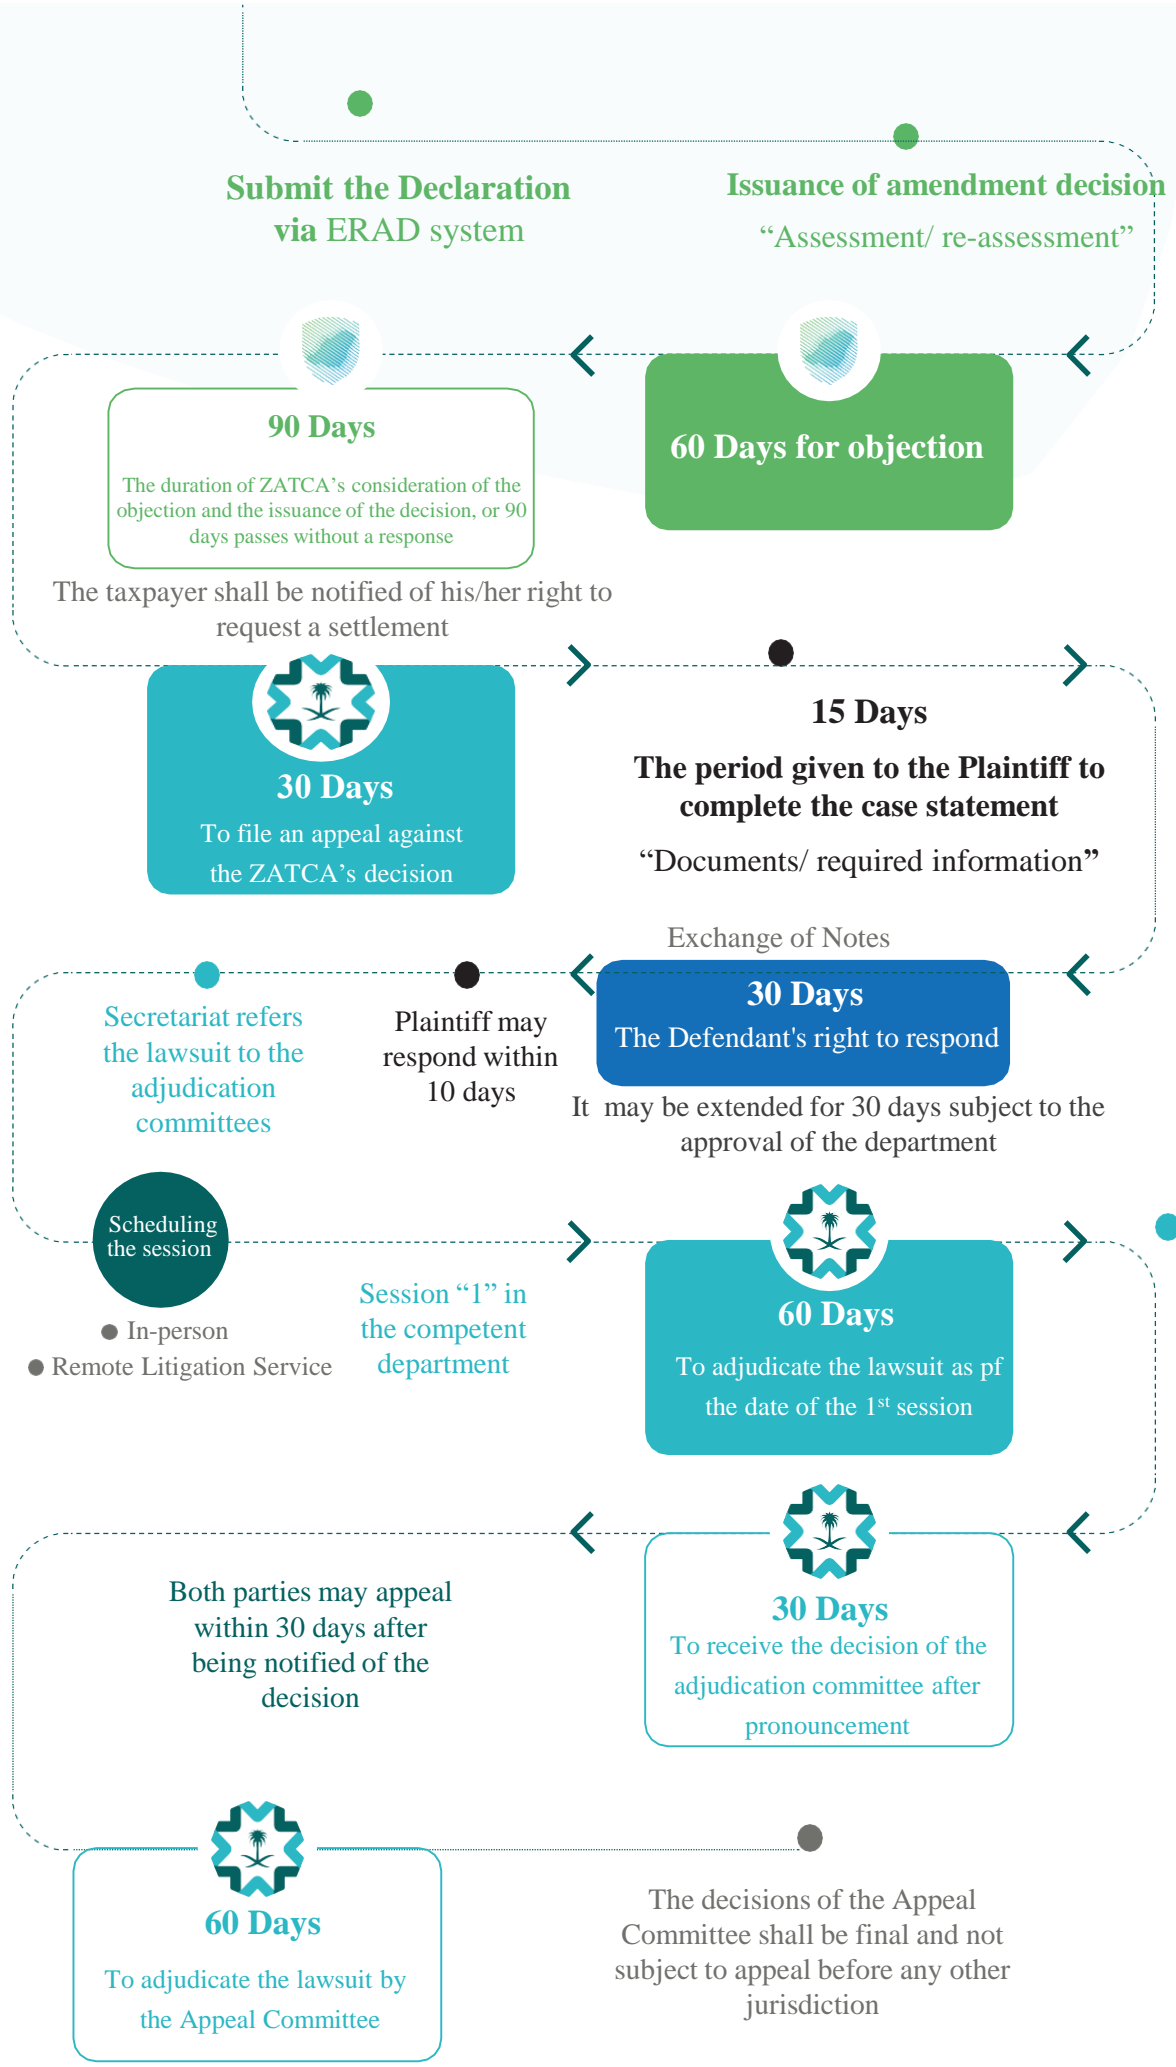 Submit the Declaration
via ERAD system
Issuance of amendment decision
“Assessment/ re-assessment”
60 Days for objection
90 Days
The duration of ZATCA’s consideration of the
objection and the issuance of the decision, or 90
days passes without a response
The taxpayer shall be notified of his/her right to
request a settlement
30 Days
To file an appeal against
the ZATCA’s decision
15 Days
The period given to the Plaintiff to
complete the case statement
“Documents/ required information”
Exchange of Notes
30 Days
The Defendant's right to respond
It may be extended for 30 days subject to the
approval of the department
Plaintiff may
respond within
10 days
Secretariat refers
the lawsuit to the
adjudication
committees
Scheduling
the session
In-person
Remote Litigation Service
Session “1” in
the competent
department
60 Days
To adjudicate the lawsuit as pf
the date of the 1st session
30 Days
To receive the decision of the
adjudication committee after
pronouncement
Both parties may appeal
within 30 days after
being notified of the
decision
60 Days
To adjudicate the lawsuit by
the Appeal Committee
The decisions of the Appeal
Committee shall be final and not
subject to appeal before any other
jurisdiction